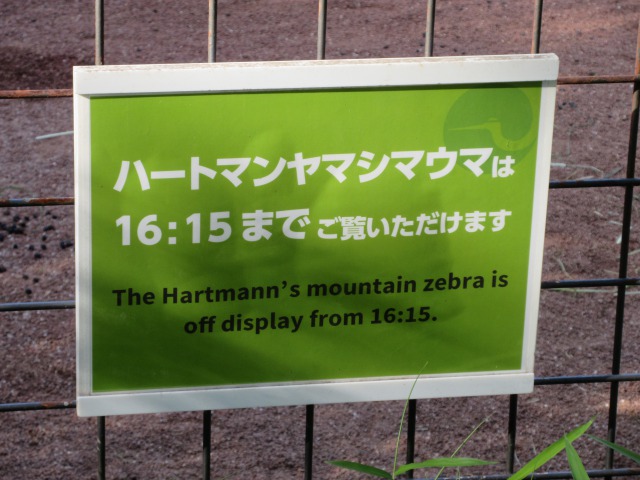 ハートマンヤマシマウマは
16:15まで ご覧いただけます
The Hartmann's mountain zebra is
off display from 16:15.